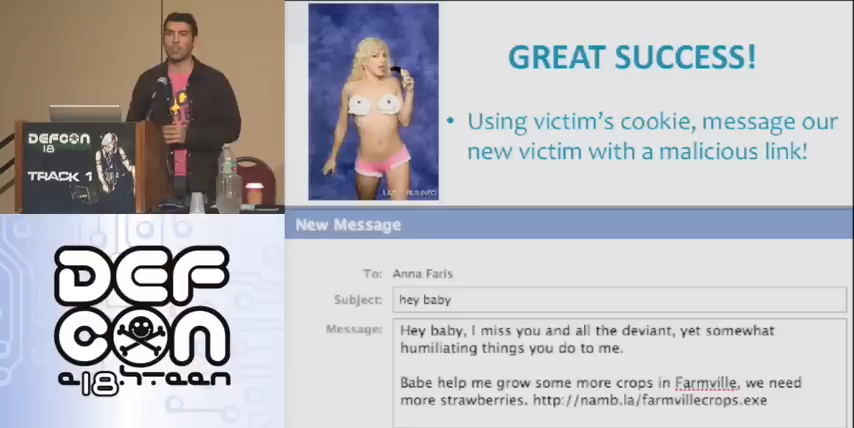 DEFCON
18
TRACK 1
GREAT SUCCESS!
• Using victim's cookie, message our
new victim with a malicious link!
New Message
To: Anna Faris
Subject: hey baby
Message: Hey baby, I miss you and all the deviant, yet somewhat
humiliating things you do to me.
Babe help me grow some more crops in Farmville, we need
more strawberries. http://namb.la/farmvillecrops.exe
DEF
CON
e18hteen